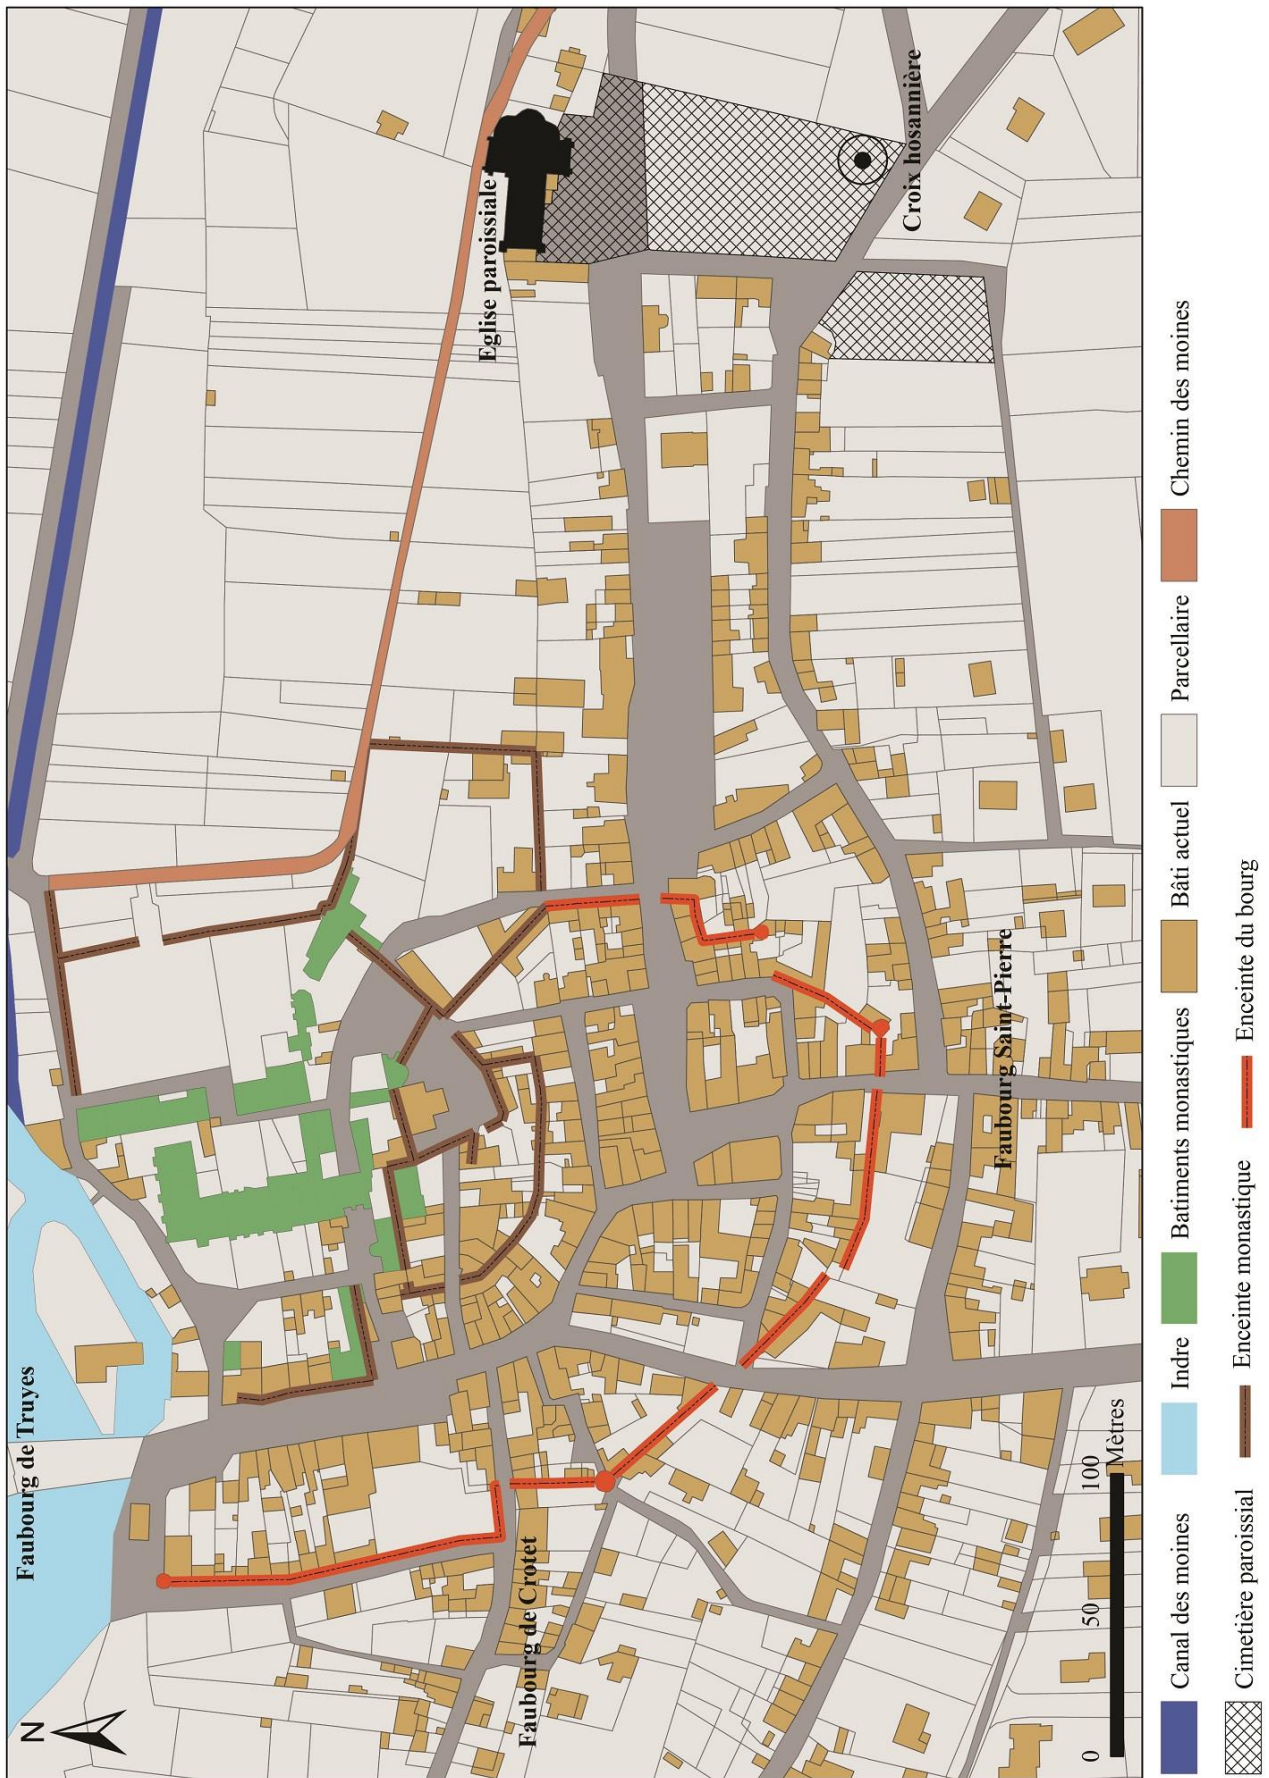 N
Faubourg de Truyes
Faubourg de Crotet
Eglise paroissiale
Croix hosannière
Faubourg Saint-Pierre
0 50 100
Mètres
Canal des moines Indre Batiments monastiques Bâti actuel Parcellaire Chemin des moines
Cimetière paroissial Enceinte monastique Enceinte du bourg